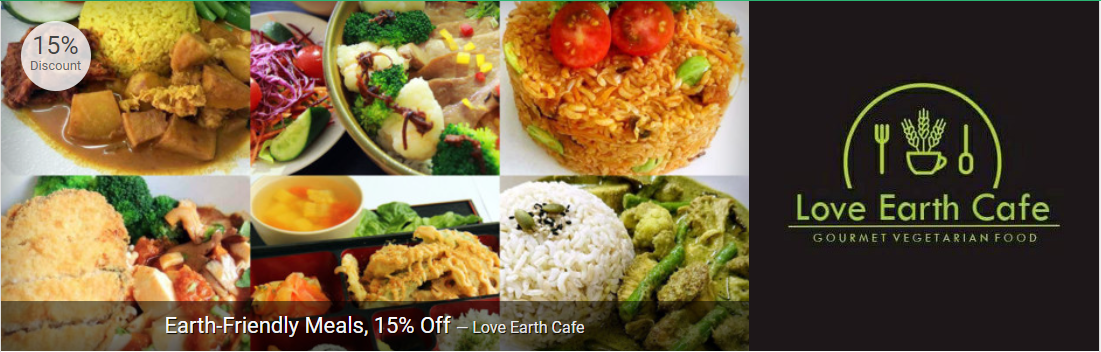 15%
Discount
Earth-Friendly Meals, 15% Off — Love Earth Cafe
Love Earth Cafe
GOURMET VEGETARIAN FOOD